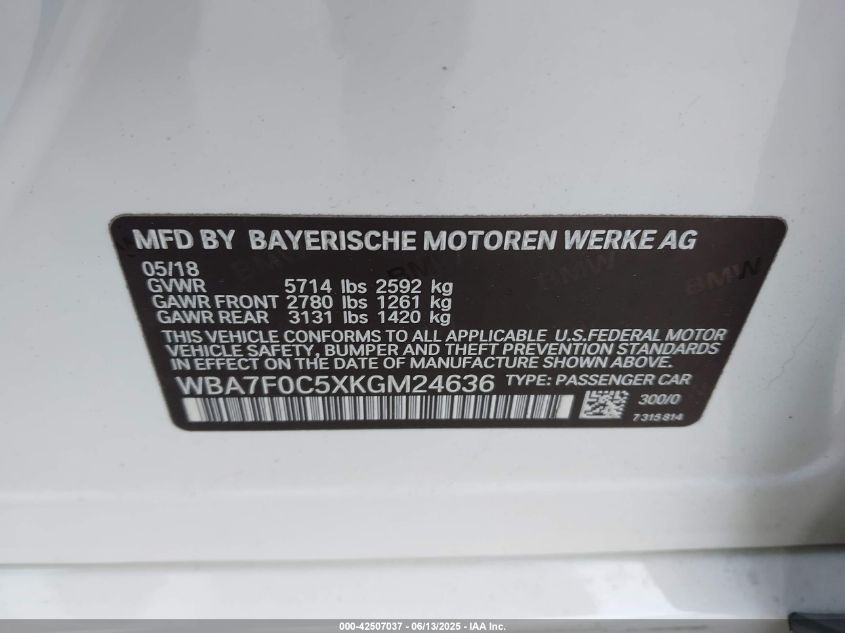 MFD BY BAYERISCHE MOTOREN WERKE AG
05/18
GVWR 5714 lbs 2592 kg
GAWR FRONT 2780 lbs 1261 kg
GAWR REAR 3131 lbs 1420 kg
THIS VEHICLE CONFORMS TO ALL APPLICABLE U.S.FEDERAL MOTOR
VEHICLE SAFETY, BUMPER AND THEFT PREVENTION STANDARDS
IN EFFECT ON THE DATE OF MANUFACTURE SHOWN ABOVE.
WBA7F0C5XKGM24636 TYPE: PASSENGER CAR
300/0
7315814
000-42507037 - 06/13/2025 - IAA Inc.